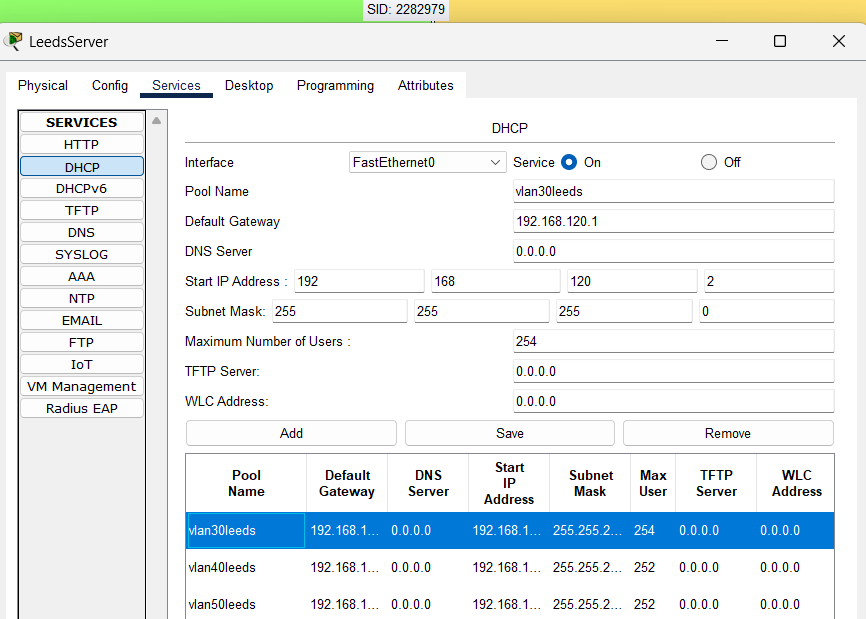 SID: 2282979
LeedsServer
Physical Config Services Desktop Programming Attributes
SERVICES
HTTP
DHCP
DHCPv6
TFTP
DNS
SYSLOG
AAA
NTP
EMAIL
FTP
IoT
VM Management
Radius EAP
DHCP
Interface FastEthernet0 Service On Off
Pool Name vlan30leeds
Default Gateway 192.168.120.1
DNS Server 0.0.0.0
Start IP Address : 192 168 120 2
Subnet Mask: 255 255 255 0
Maximum Number of Users : 254
TFTP Server: 0.0.0.0
WLC Address: 0.0.0.0
Add Save Remove
Pool Name Default Gateway DNS Server Start IP Address Subnet Mask Max User TFTP Server WLC Address
vlan30leeds 192.168.1... 0.0.0.0 192.168.1... 255.255.2... 254 0.0.0.0 0.0.0.0
vlan40leeds 192.168.1... 0.0.0.0 192.168.1... 255.255.2... 252 0.0.0.0 0.0.0.0
vlan50leeds 192.168.1... 0.0.0.0 192.168.1... 255.255.2... 252 0.0.0.0 0.0.0.0